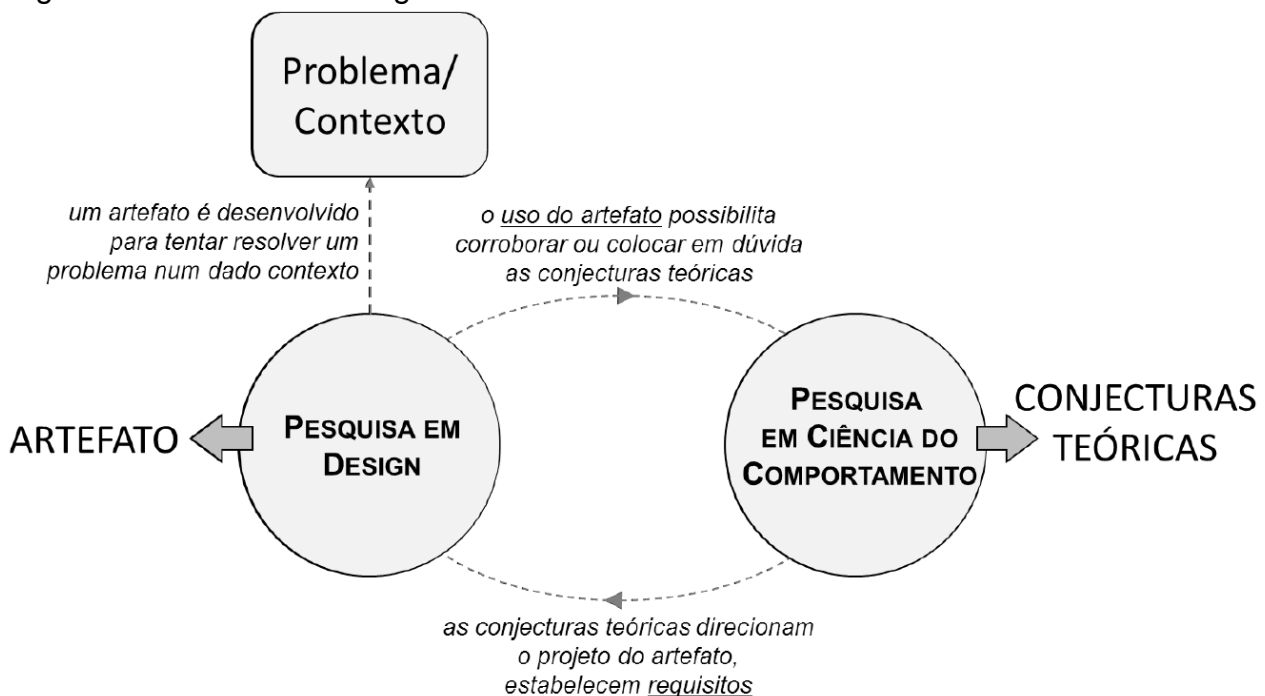 Problema/
Contexto
um artefato é desenvolvido
para tentar resolver um
problema num dado contexto
o uso do artefato possibilita
corroborar ou colocar em dúvida
as conjecturas teóricas
ARTEFATO
PESQUISA EM
DESIGN
PESQUISA
EM CIÊNCIA DO
COMPORTAMENTO
CONJECTURAS
TEÓRICAS
as conjecturas teóricas direcionam
o projeto do artefato,
estabelecem requisitos